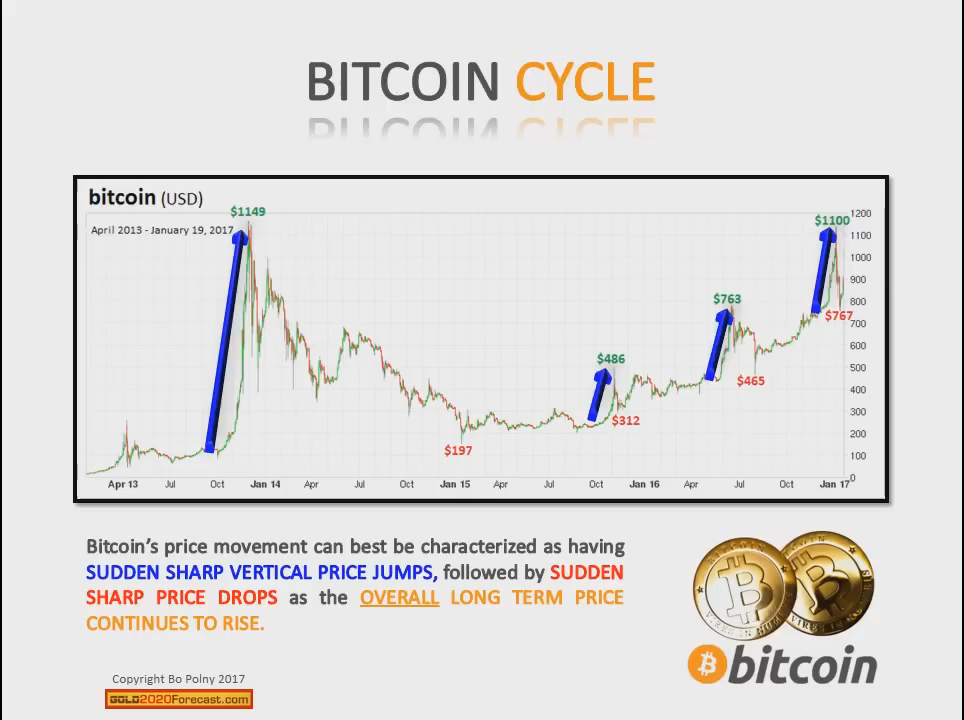 BITCOIN CYCLE
bitcoin (USD)
April 2013 - January 19, 2017
$1149
$486
$763
$1100
$197
$312
$465
$767
1200
1100
1000
900
800
700
600
500
400
300
200
100
0
Apr 13 Jul Oct Jan 14 Apr Jul Oct Jan 15 Apr Jul Oct Jan 16 Apr Jul Oct Jan 17
Bitcoin's price movement can best be characterized as having
SUDDEN SHARP VERTICAL PRICE JUMPS, followed by SUDDEN
SHARP PRICE DROPS as the OVERALL LONG TERM PRICE
CONTINUES TO RISE.
bitcoin
Copyright Bo Polny 2017
GOLD2020Forecast.com